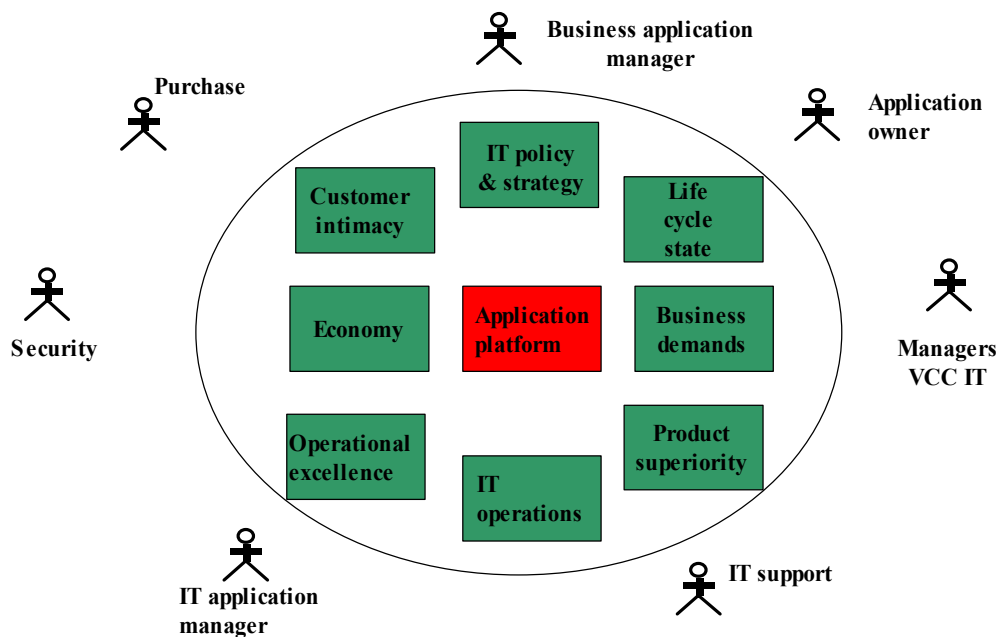 Business application
manager
Purchase
Application
owner
IT policy
& strategy
Customer
intimacy
Life
cycle
state
Economy
Application
platform
Business
demands
Security
Managers
VCC IT
Operational
excellence
Product
superiority
IT
operations
IT application
manager
IT support